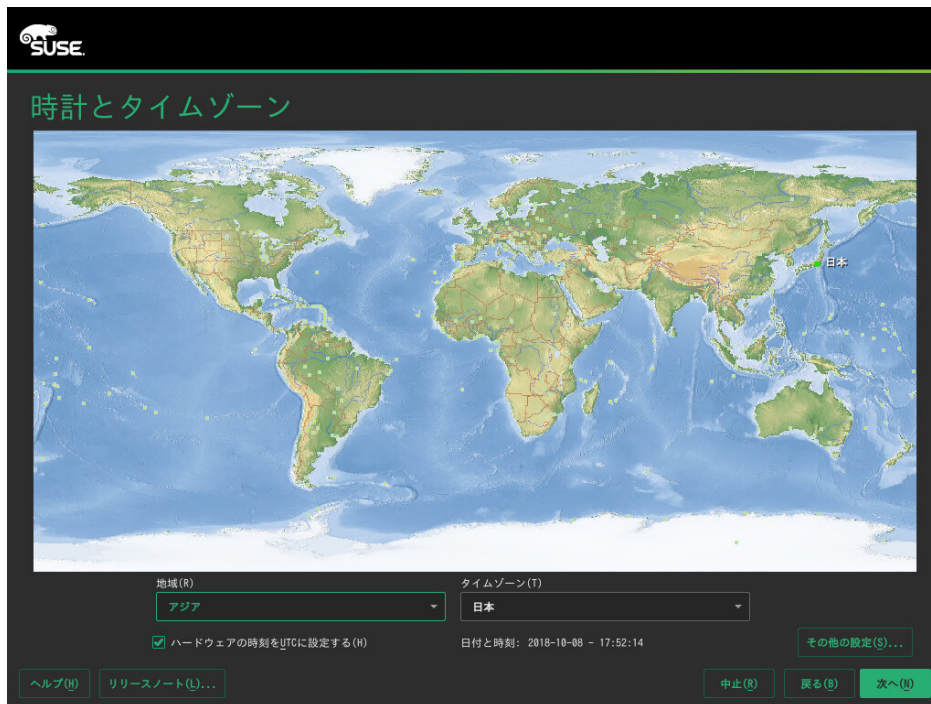 SUSE.
時計とタイムゾーン
日本
地域(R)
タイムゾーン(T)
アジア
日本
ハードウェアの時刻をUTCに設定する(H)
日付と時刻: 2018-10-08 - 17:52:14
その他の設定(S)...
ヘルプ(H)
リリースノート(L)...
中止(R)
戻る(B)
次へ(N)